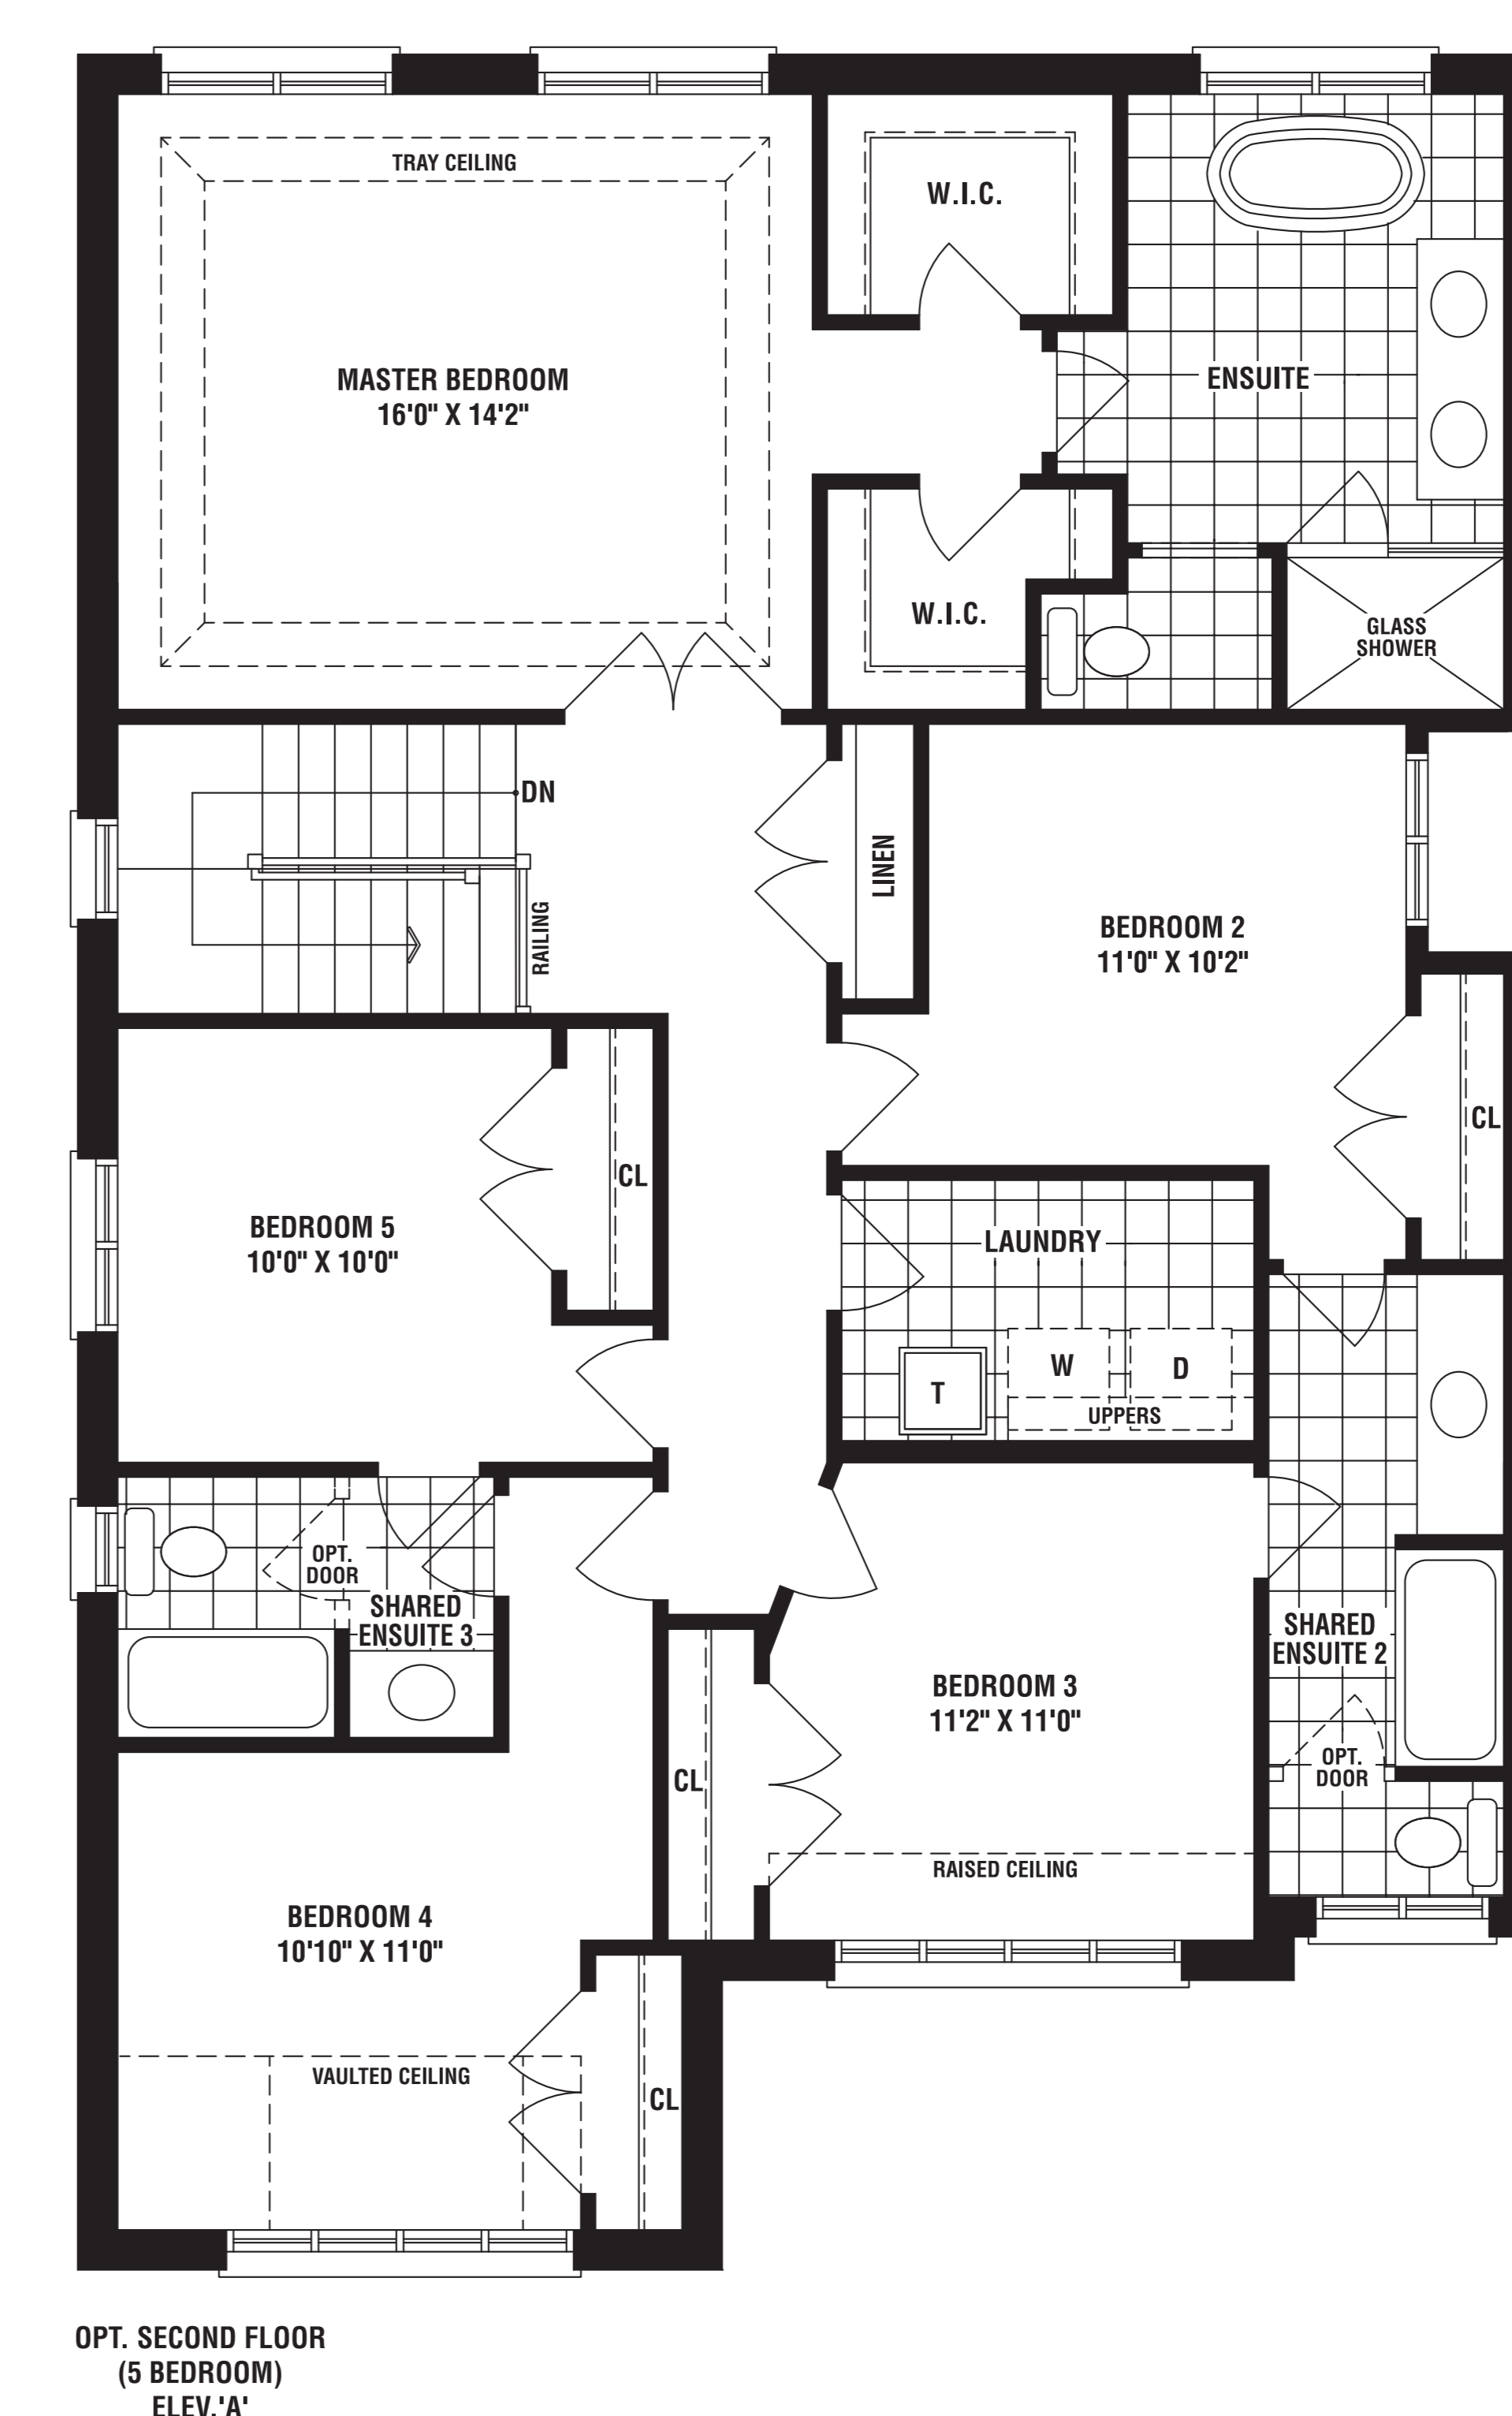 TRAY CEILING
W.I.C.
MASTER BEDROOM
16'0" X 14'2"
ENSUITE
W.I.C.
GLASS
SHOWER
DN
LINEN
RAILING
BEDROOM 2
11'0" X 10'2"
CL
CL
BEDROOM 5
10'0" X 10'0"
LAUNDRY
W
D
T
UPPERS
OPT.
DOOR
SHARED
ENSUITE 3
SHARED
ENSUITE 2
BEDROOM 3
11'2" X 11'0"
OPT.
DOOR
CL
RAISED CEILING
BEDROOM 4
10'10" X 11'0"
VAULTED CEILING
CL
OPT. SECOND FLOOR
(5 BEDROOM)
ELEV.'A'